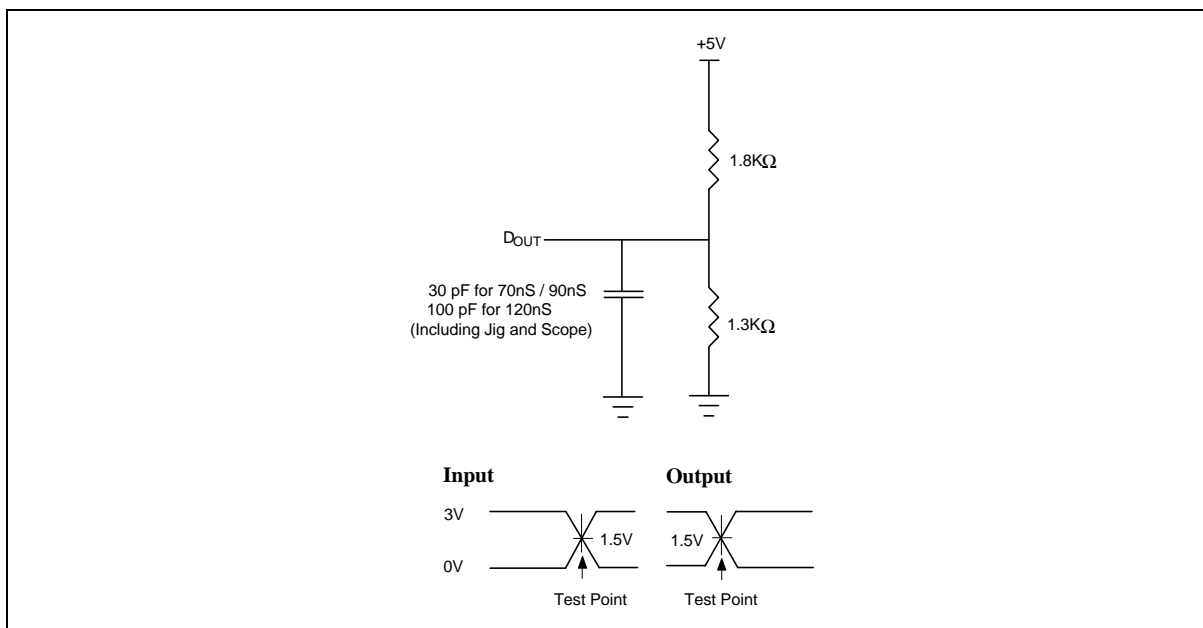 +5V
1.8KΩ
DOUT
30 pF for 70nS / 90nS
100 pF for 120nS
(Including Jig and Scope)
1.3KΩ
Input
Output
3V
1.5V
1.5V
0V
Test Point
Test Point